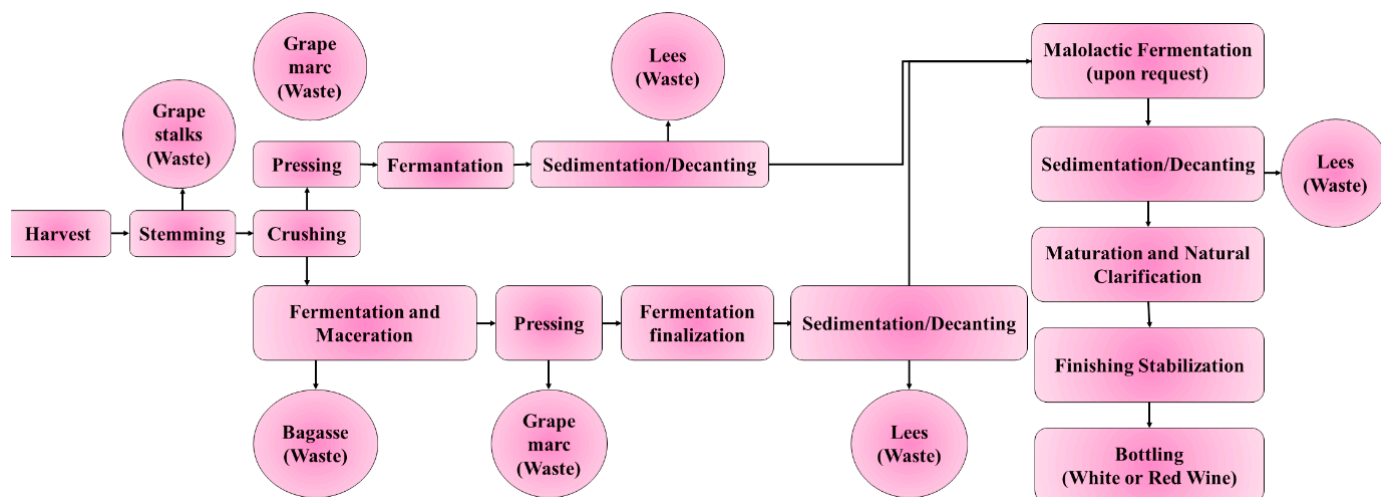 Grape
marc
(Waste)
Lees
(Waste)
Malolactic Fermentation
(upon request)
Grape
stalks
(Waste)
Pressing
Fermantation
Sedimentation/Decanting
Sedimentation/Decanting
Lees
(Waste)
Harvest
Stemming
Crushing
Maturation and Natural
Clarification
Fermentation and
Maceration
Pressing
Fermentation
finalization
Sedimentation/Decanting
Finishing Stabilization
Bagasse
(Waste)
Grape
marc
(Waste)
Lees
(Waste)
Bottling
(White or Red Wine)